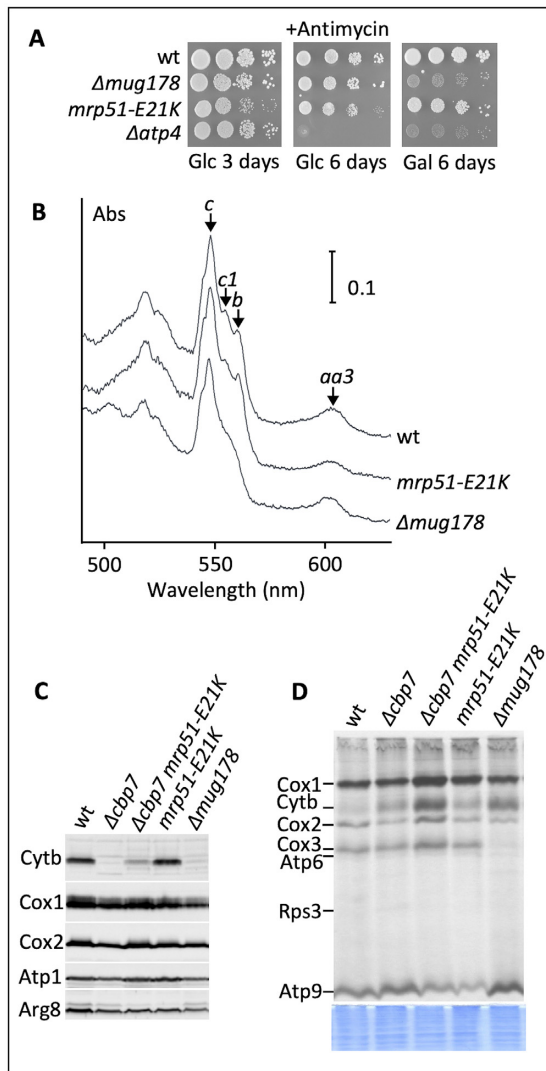 A
+Antimycin
wt
Δmug178
mrp51-E21K
Δatp4
Glc 3 days
Glc 6 days
Gal 6 days
B
Abs
c
c1
b
0.1
aa3
wt
mrp51-E21K
Δmug178
500
550
600
Wavelength (nm)
C
wt
Δcbp7
Δcbp7 mrp51-E21K
mrp51-E21K
Δmug178
Cytb
Cox1
Cox2
Atp1
Arg8
D
wt
Δcbp7
Δcbp7 mrp51-E21K
mrp51-E21K
Δmug178
Cox1
Cytb
Cox2
Cox3
Atp6
Rps3
Atp9